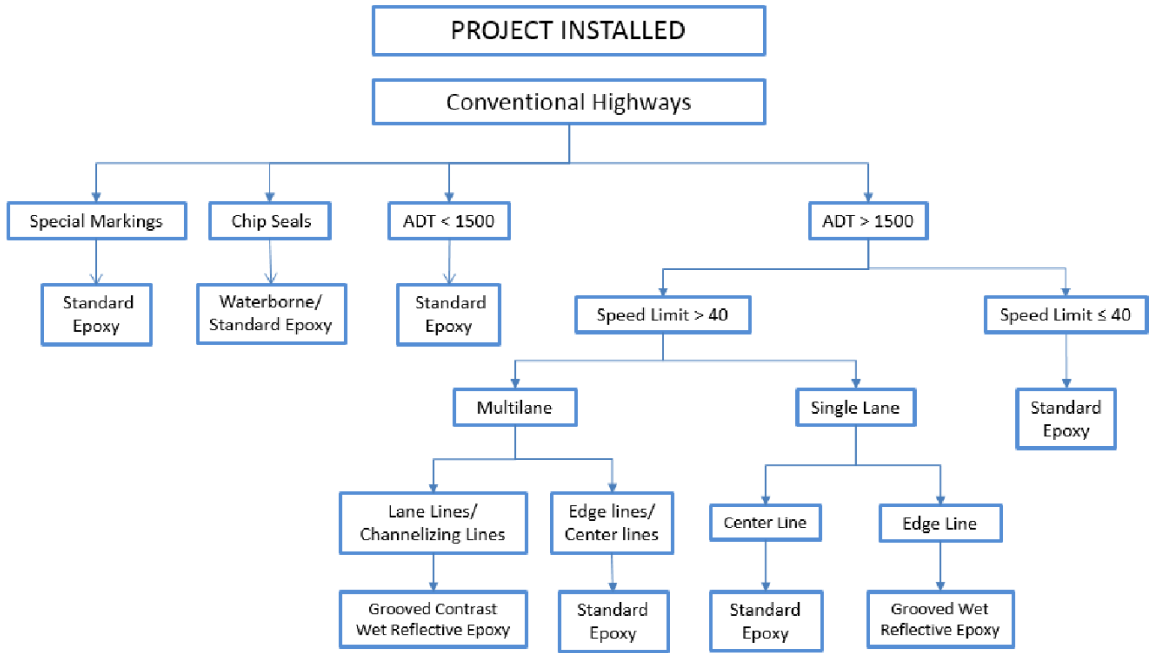 PROJECT INSTALLED
Conventional Highways
Special Markings
Chip Seals
ADT < 1500
ADT > 1500
Standard
Epoxy
Waterborne/
Standard Epoxy
Standard
Epoxy
Speed Limit > 40
Speed Limit ≤ 40
Multilane
Single Lane
Standard
Epoxy
Lane Lines/
Channelizing Lines
Edge lines/
Center lines
Center Line
Edge Line
Grooved Contrast
Wet Reflective Epoxy
Standard
Epoxy
Standard
Epoxy
Grooved Wet
Reflective Epoxy